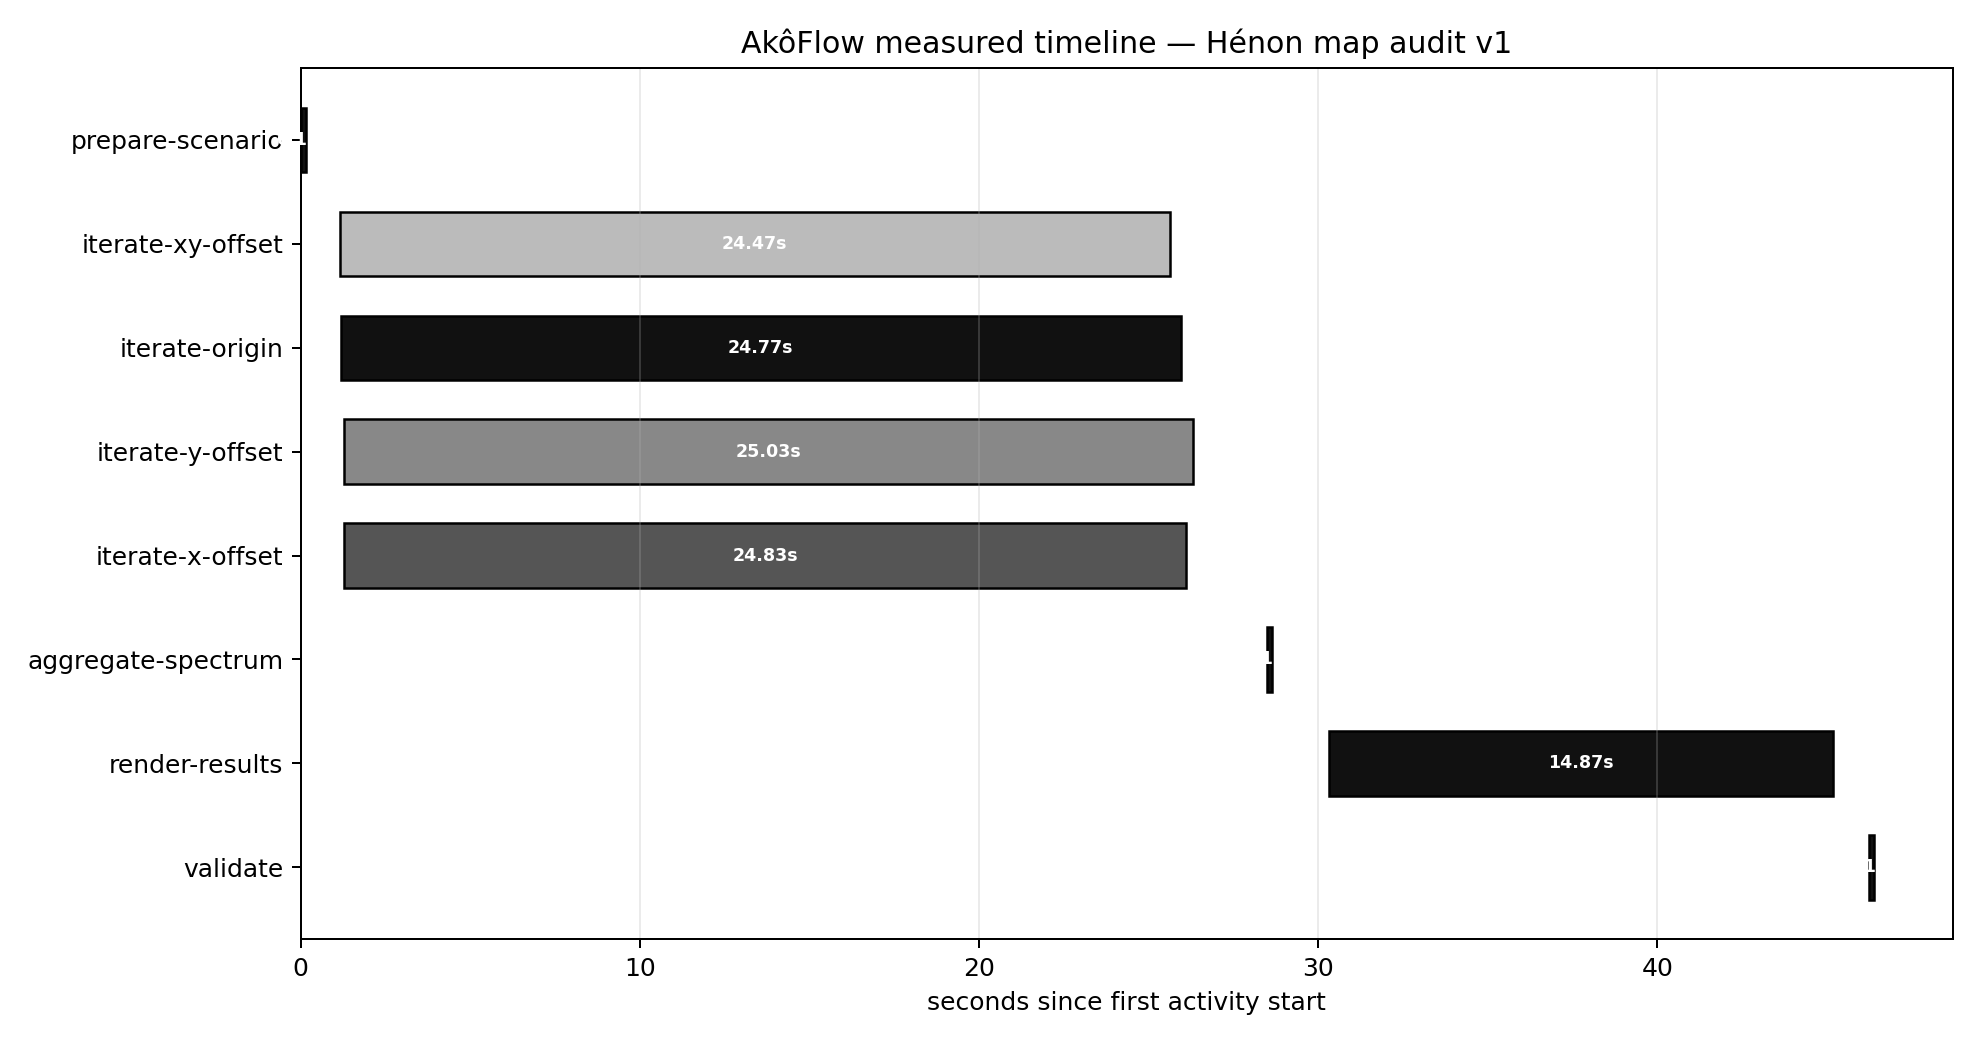 AkôFlow measured timeline — Hénon map audit v1
prepare-scenario
iterate-xy-offset
24.47s
iterate-origin
24.77s
iterate-y-offset
25.03s
iterate-x-offset
24.83s
aggregate-spectrum
render-results
14.87s
validate
0 10 20 30 40
seconds since first activity start